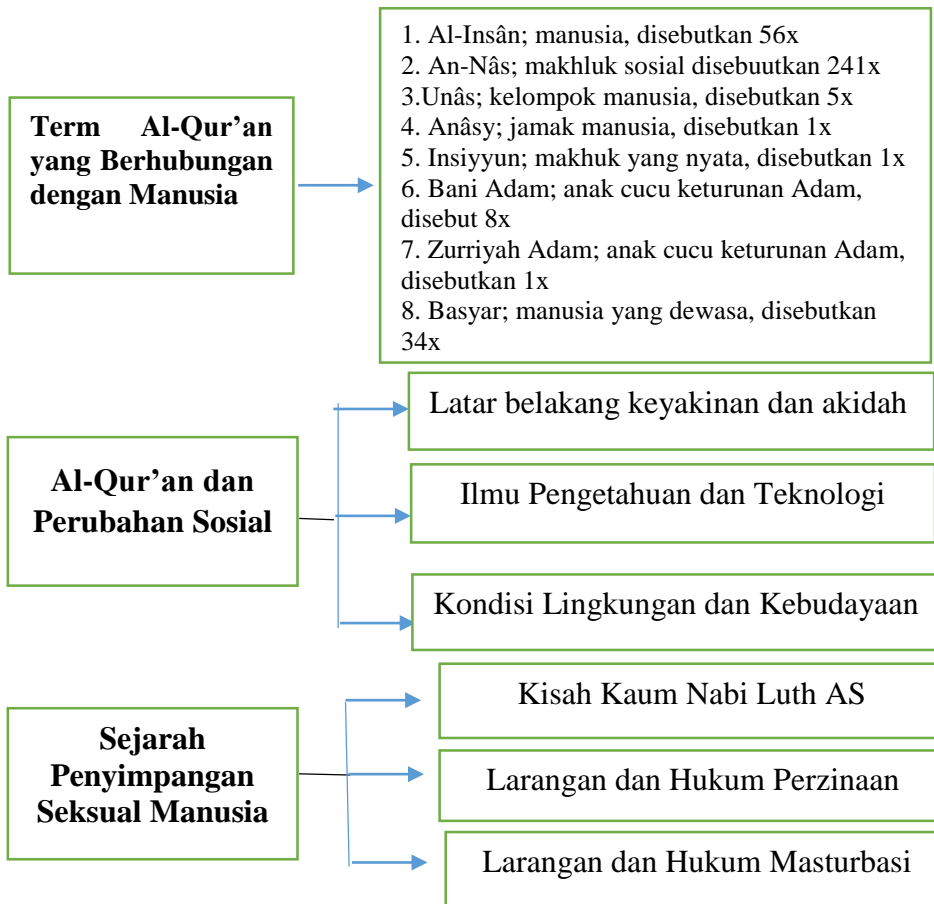 Term Al-Qur’an
yang Berhubungan
dengan Manusia
1. Al-Insân; manusia, disebutkan 56x
2. An-Nâs; makhluk sosial disebuutkan 241x
3.Unâs; kelompok manusia, disebutkan 5x
4. Anâsy; jamak manusia, disebutkan 1x
5. Insiyyun; makhuk yang nyata, disebutkan 1x
6. Bani Adam; anak cucu keturunan Adam,
disebut 8x
7. Zurriyah Adam; anak cucu keturunan Adam,
disebutkan 1x
8. Basyar; manusia yang dewasa, disebutkan
34x
Al-Qur’an dan
Perubahan Sosial
Latar belakang keyakinan dan akidah
Ilmu Pengetahuan dan Teknologi
Kondisi Lingkungan dan Kebudayaan
Sejarah
Penyimpangan
Seksual Manusia
Kisah Kaum Nabi Luth AS
Larangan dan Hukum Perzinaan
Larangan dan Hukum Masturbasi